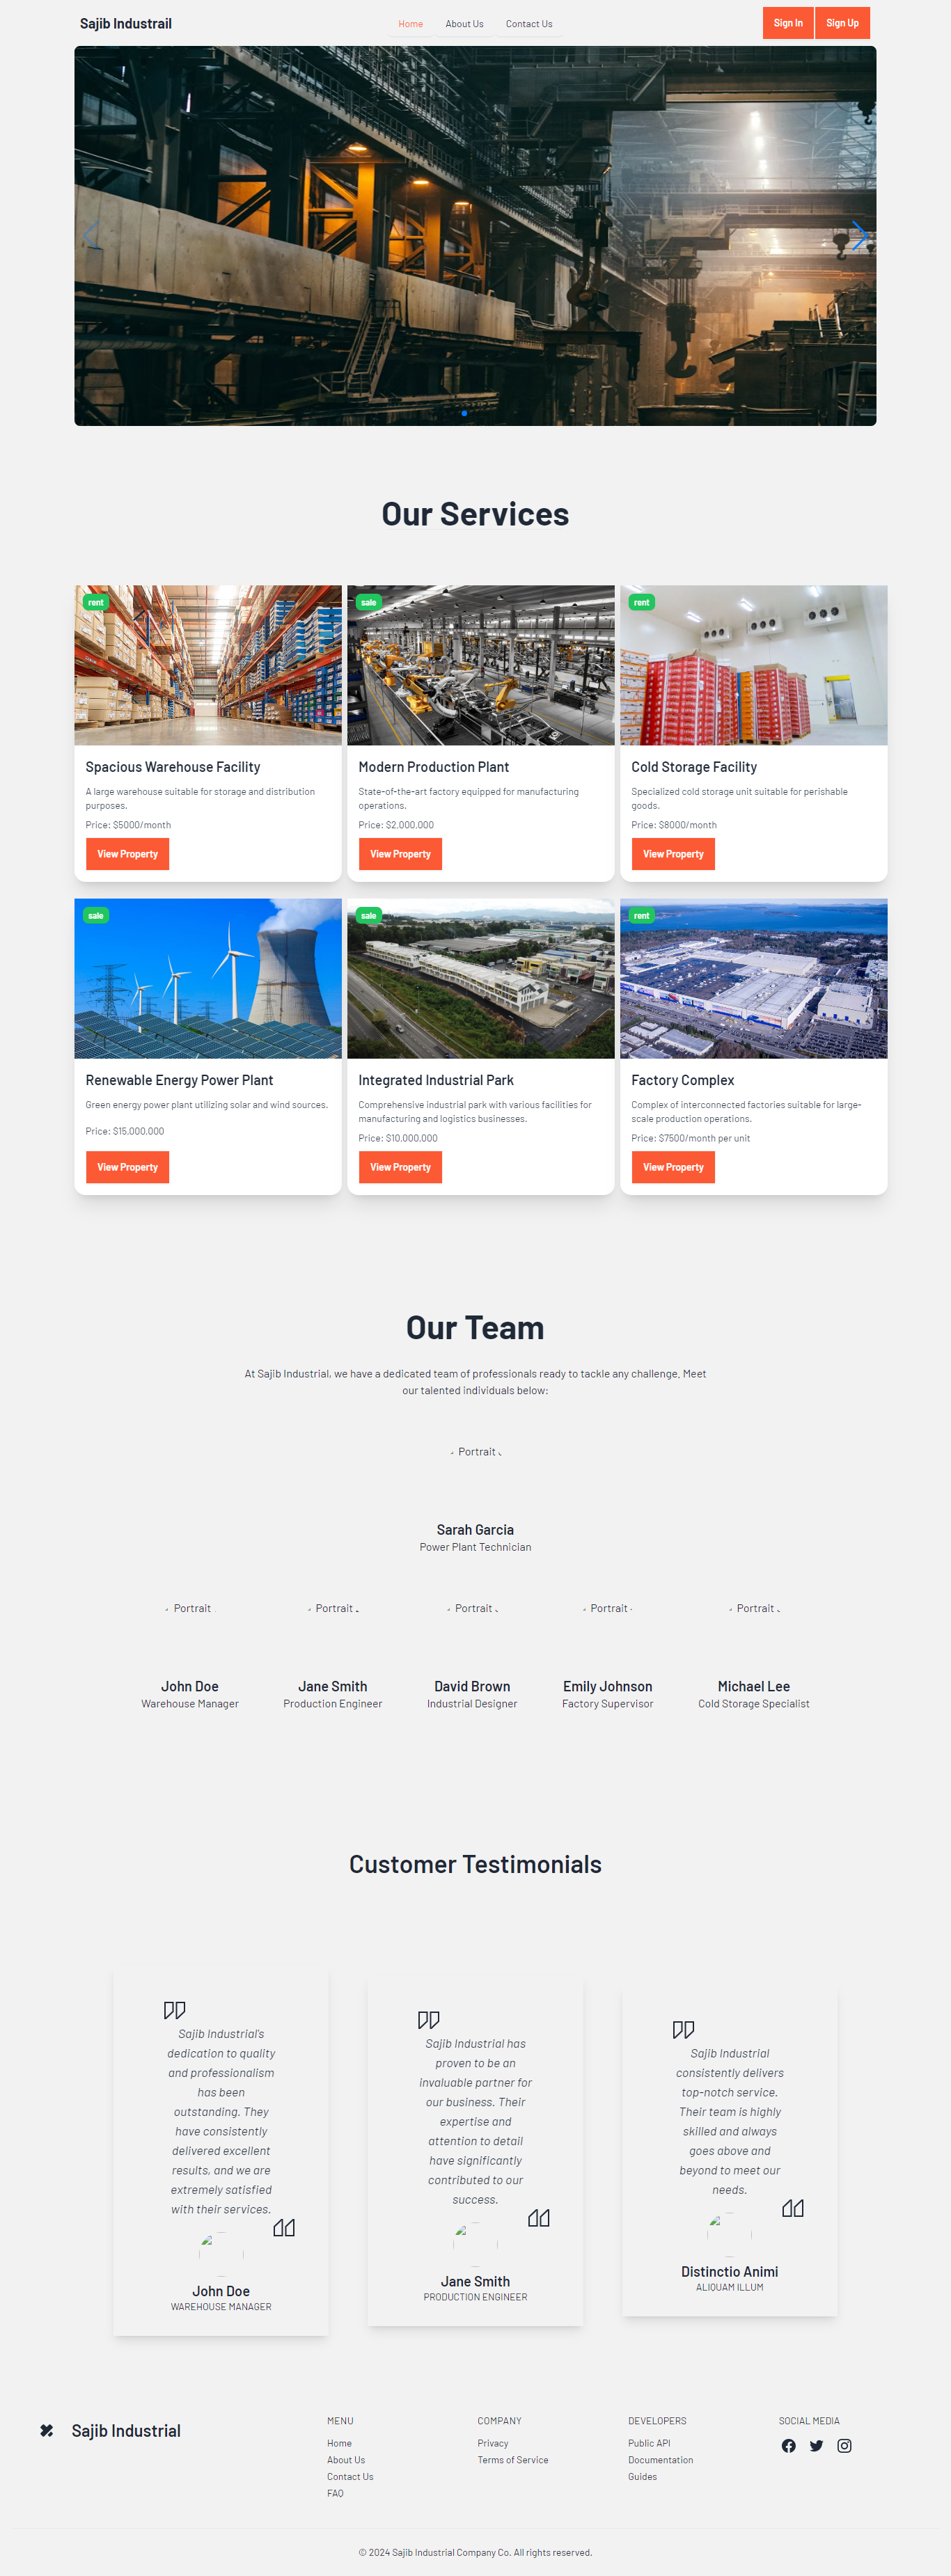 Sajib Industrail
Home
About Us
Contact Us
Sign In
Sign Up
Our Services
rent
Spacious Warehouse Facility
A large warehouse suitable for storage and distribution
purposes.
Price: $5000/month
View Property
sale
Modern Production Plant
State-of-the-art factory equipped for manufacturing
operations.
Price: $2,000,000
View Property
rent
Cold Storage Facility
Specialized cold storage unit suitable for perishable
goods.
Price: $8000/month
View Property
sale
Renewable Energy Power Plant
Green energy power plant utilizing solar and wind sources.
Price: $15,000,000
View Property
sale
Integrated Industrial Park
Comprehensive industrial park with various facilities for
manufacturing and logistics businesses.
Price: $10,000,000
View Property
rent
Factory Complex
Complex of interconnected factories suitable for large-
scale production operations.
Price: $7500/month per unit
View Property
Our Team
At Sajib Industrial, we have a dedicated team of professionals ready to tackle any challenge. Meet
our talented individuals below:
Portrait
Sarah Garcia
Power Plant Technician
Portrait
John Doe
Warehouse Manager
Portrait
Jane Smith
Production Engineer
Portrait
David Brown
Industrial Designer
Portrait
Emily Johnson
Factory Supervisor
Portrait
Michael Lee
Cold Storage Specialist
Customer Testimonials
Sajib Industrial's
dedication to quality
and professionalism
has been
outstanding. They
have consistently
delivered excellent
results, and we are
extremely satisfied
with their services.
John Doe
WAREHOUSE MANAGER
Sajib Industrial has
proven to be an
invaluable partner for
our business. Their
expertise and
attention to detail
have significantly
contributed to our
success.
Jane Smith
PRODUCTION ENGINEER
Sajib Industrial
consistently delivers
top-notch service.
Their team is highly
skilled and always
goes above and
beyond to meet our
needs.
Distinctio Animi
ALIQUAM ILLUM
Sajib Industrial
MENU
Home
About Us
Contact Us
FAQ
COMPANY
Privacy
Terms of Service
DEVELOPERS
Public API
Documentation
Guides
SOCIAL MEDIA
© 2024 Sajib Industrial Company Co. All rights reserved.